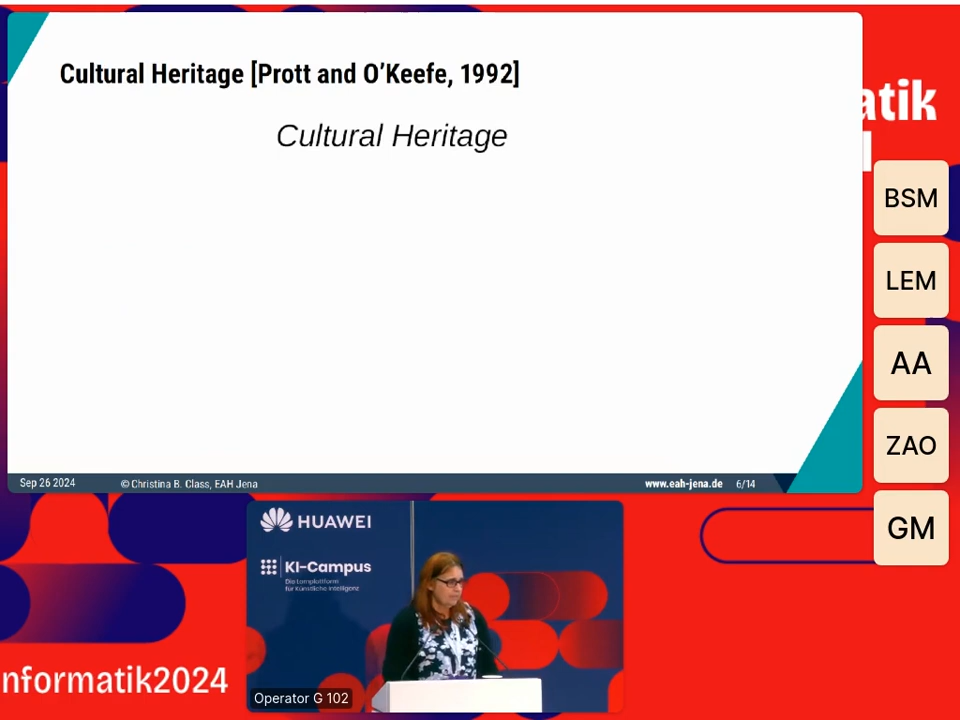 Cultural Heritage [Prott and O’Keefe, 1992]
Cultural Heritage
Sep 26 2024
© Christina B. Class, EAH Jena
www.eah-jena.de
6/14
atik
BSM
LEM
AA
ZAO
GM
HUAWEI
KI-Campus
Die Lernplattform
für Künstliche Intelligenz
Operator G 102
nformatik2024